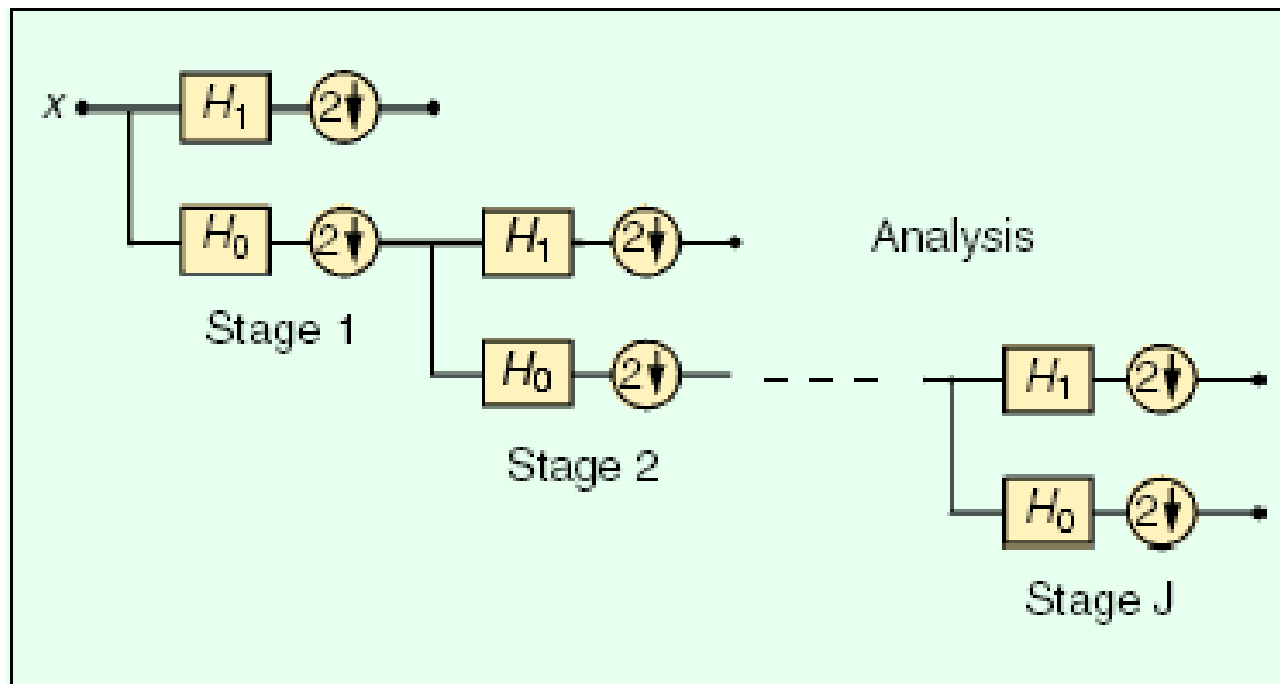 x H₁ 2↓
H₀ 2↓ H₁ 2↓ Analysis
Stage 1
H₀ 2↓ H₁ 2↓
Stage 2
H₀ 2↓
Stage J